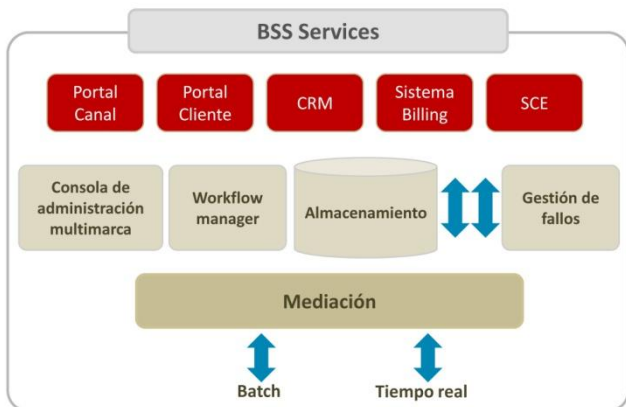 BSS Services
Portal
Canal
Portal
Cliente
CRM
Sistema
Billing
SCE
Consola de
administración
multimarca
Workflow
manager
Almacenamiento
Gestión de
fallos
Mediación
Batch
Tiempo real